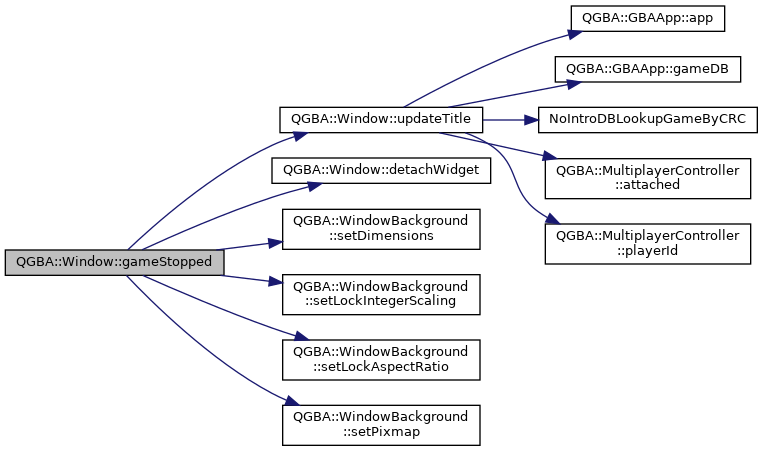 QGBA::GBAApp::app
QGBA::GBAApp::gameDB
QGBA::Window::updateTitle
NoIntroDBLookupGameByCRC
QGBA::Window::detachWidget
QGBA::MultiplayerController
::attached
QGBA::WindowBackground
::setDimensions
QGBA::MultiplayerController
::playerId
QGBA::Window::gameStopped
QGBA::WindowBackground
::setLockIntegerScaling
QGBA::WindowBackground
::setLockAspectRatio
QGBA::WindowBackground
::setPixmap